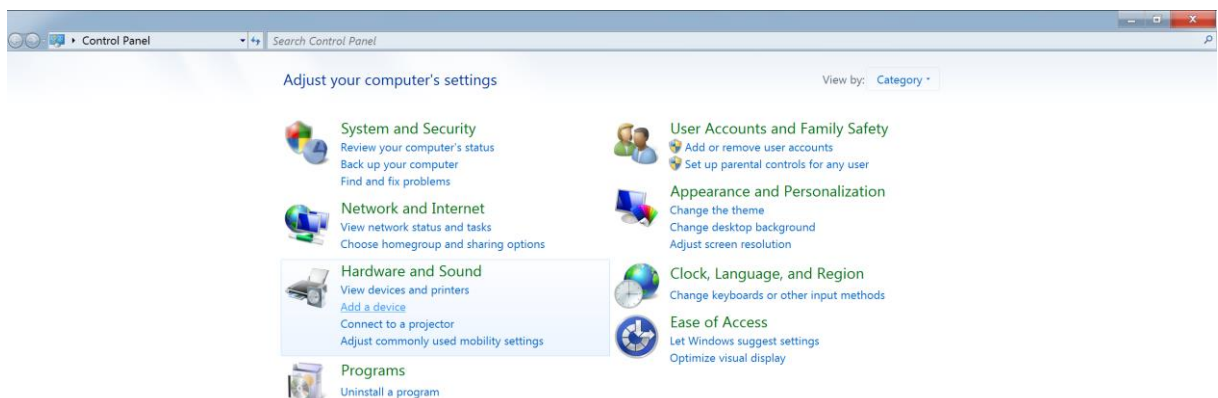 Control Panel
Search Control Panel
Adjust your computer's settings
View by: Category
System and Security
Review your computer's status
Back up your computer
Find and fix problems
Network and Internet
View network status and tasks
Choose homegroup and sharing options
Hardware and Sound
View devices and printers
Add a device
Connect to a projector
Adjust commonly used mobility settings
Programs
Uninstall a program
User Accounts and Family Safety
Add or remove user accounts
Set up parental controls for any user
Appearance and Personalization
Change the theme
Change desktop background
Adjust screen resolution
Clock, Language, and Region
Change keyboards or other input methods
Ease of Access
Let Windows suggest settings
Optimize visual display